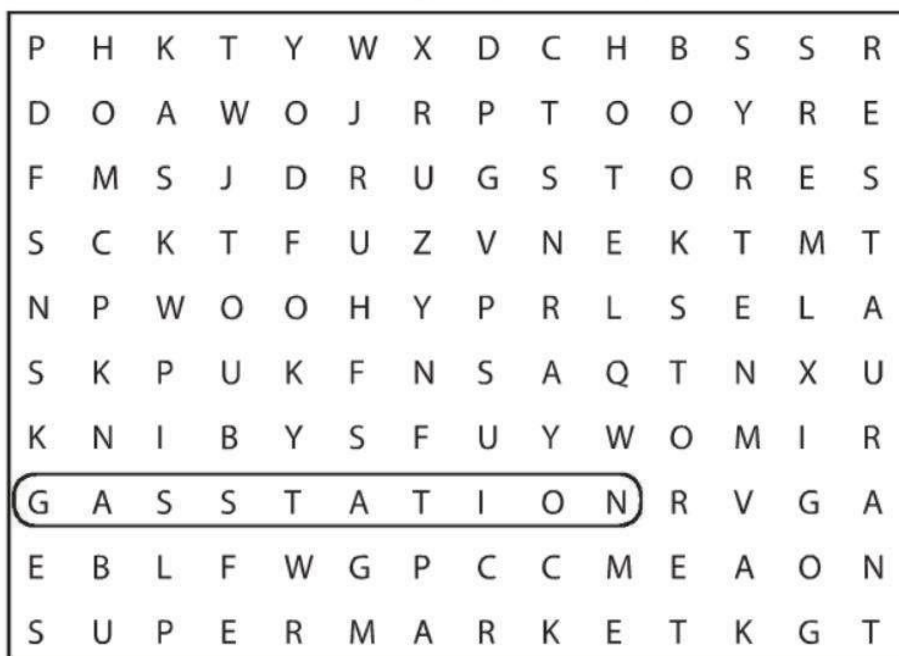 P H K T Y W X D C H B S S R
D O A W O J R P T O O Y R E
F M S J D R U G S T O R E S
S C K T F U Z V N E K T M T
N P W O O H Y P R L S E L A
S K P U K F N S A Q T N X U
K N I B Y S F U Y W O M I R
G A S S T A T I O N R V G A
E B L F W G P C C M E A O N
S U P E R M A R K E T K G T